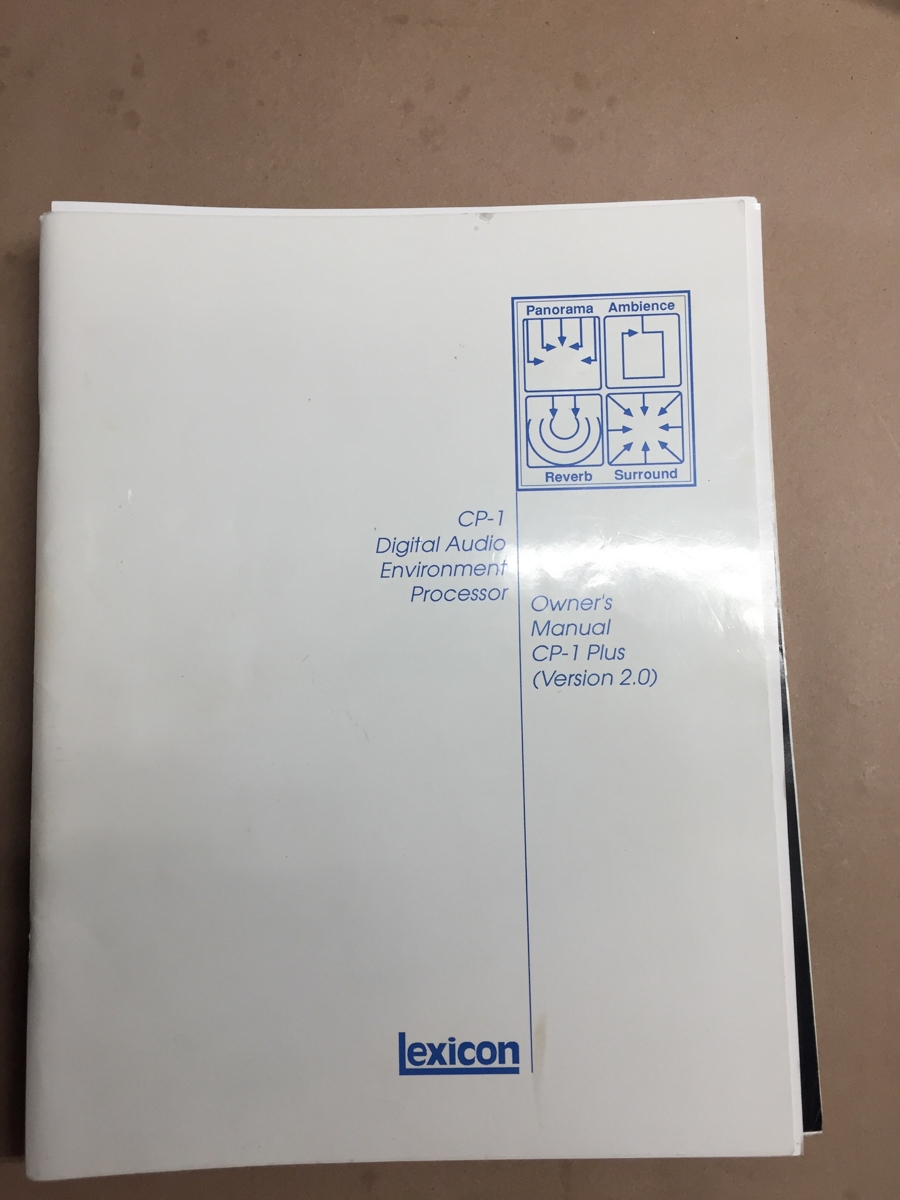 Panorama Ambience
Reverb Surround
CP-1
Digital Audio
Environment
Processor
Owner's
Manual
CP-1 Plus
(Version 2.0)
lexicon